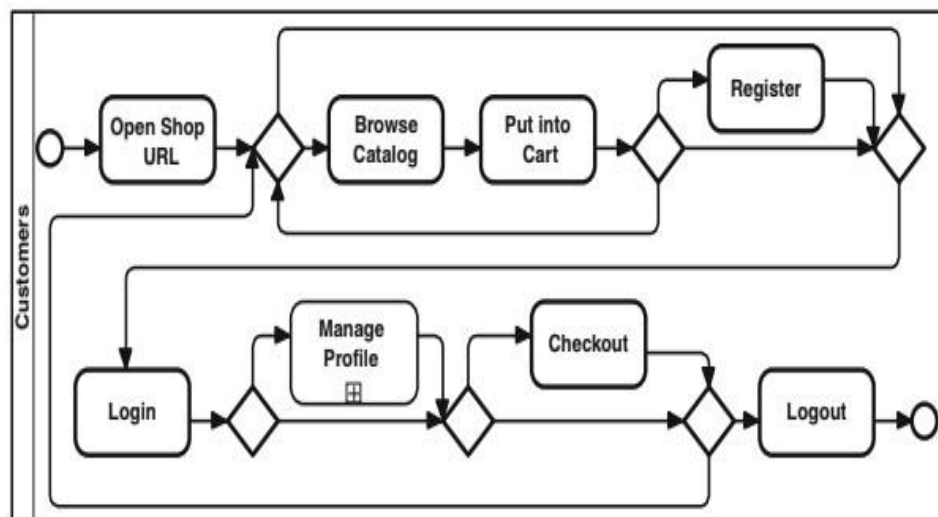 Customers
Open Shop
URL
Browse
Catalog
Put into
Cart
Register
Login
Manage
Profile
Checkout
Logout